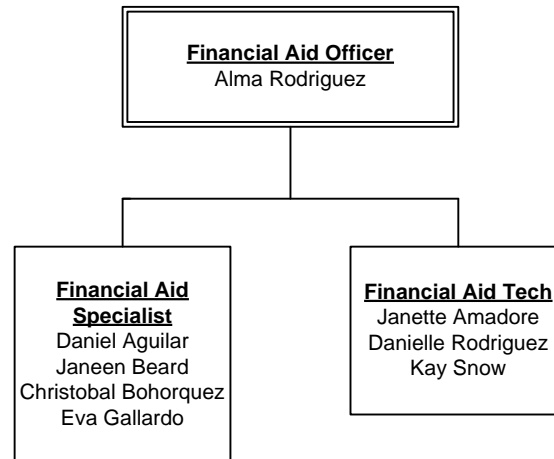 Financial Aid Officer
Alma Rodriguez
Financial Aid
Specialist
Daniel Aguilar
Janeen Beard
Christobal Bohorquez
Eva Gallardo
Financial Aid Tech
Janette Amadore
Danielle Rodriguez
Kay Snow